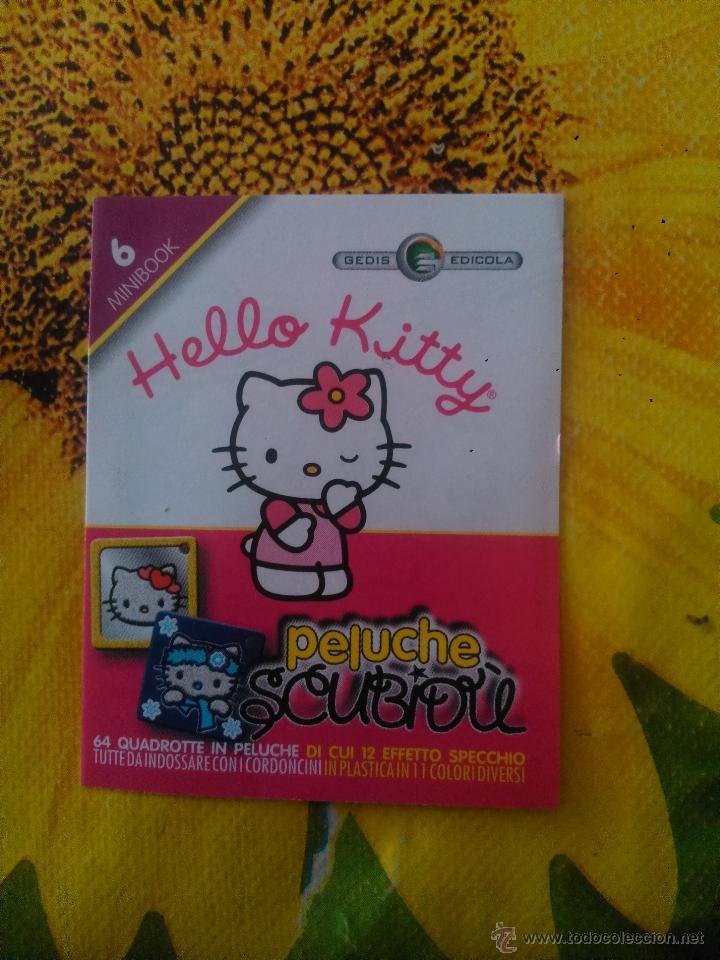 6
MINIBOOK
GEDIS EDICOLA
Hello Kitty®
peluche
SCUBIDÙ
64 QUADROTTE IN PELUCHE DI CUI 12 EFFETTO SPECCHIO
TUTTE DA INDOSSARE CON I CORDONCINI IN PLASTICA IN 11 COLORI DIVERSI
© www.todocoleccion.net